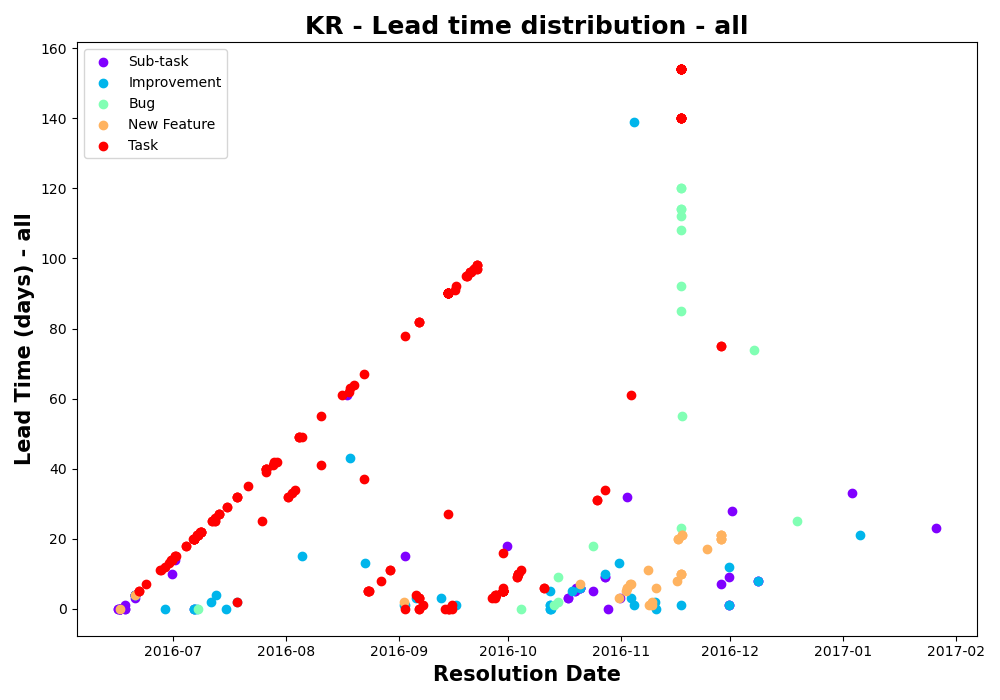 KR - Lead time distribution - all
Lead Time (days) - all
160
140
120
100
80
60
40
20
0
Sub-task
Improvement
Bug
New Feature
Task
2016-07 2016-08 2016-09 2016-10 2016-11 2016-12 2017-01 2017-02
Resolution Date